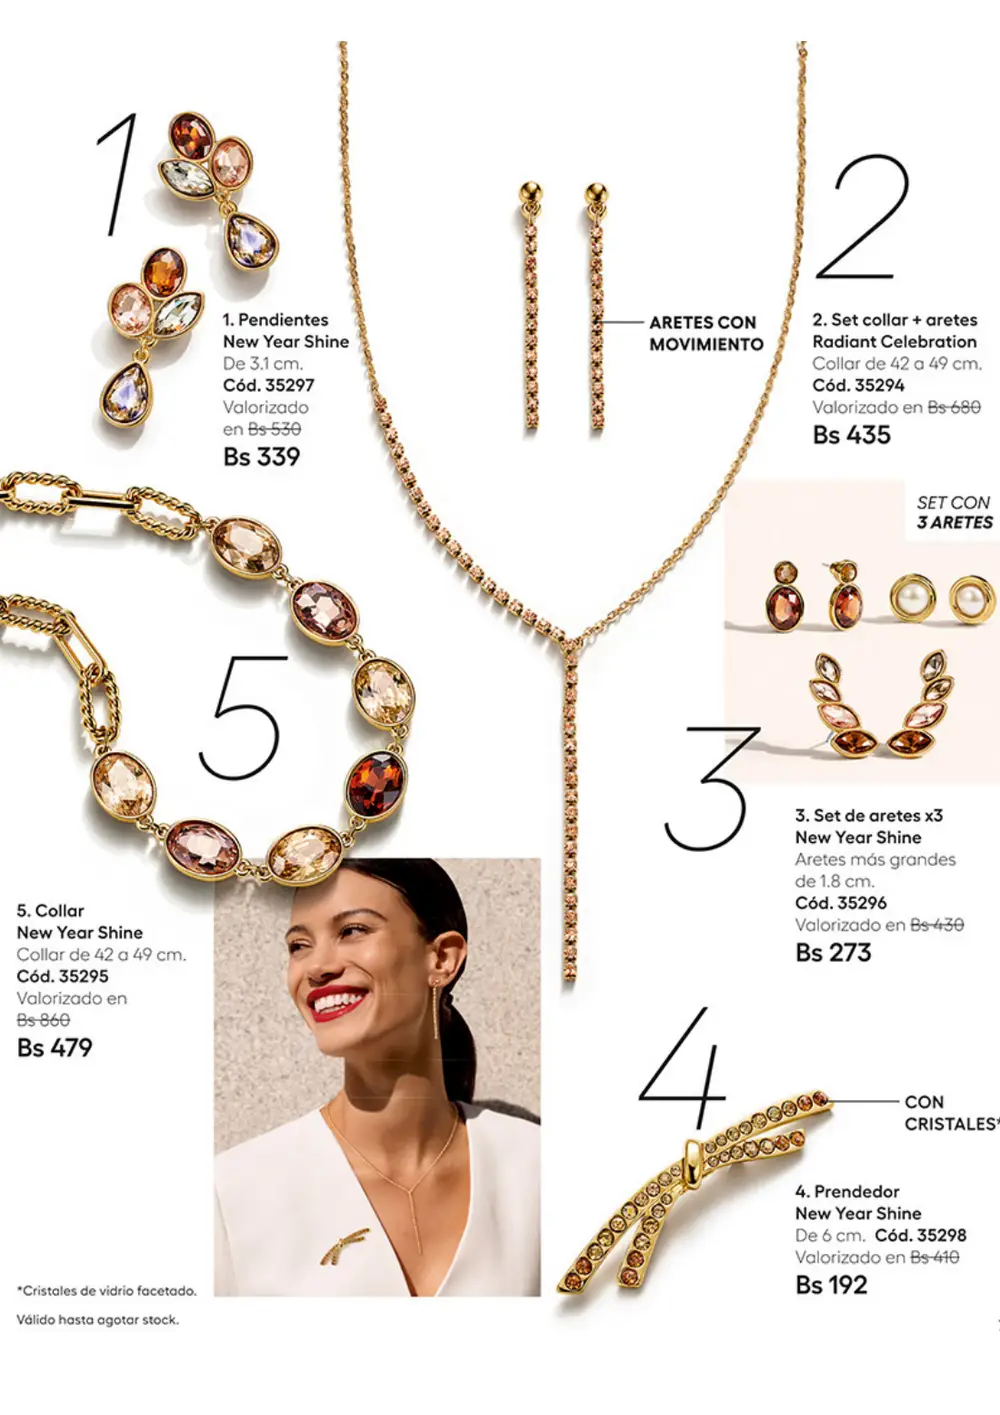 1
1. Pendientes
New Year Shine
De 3.1 cm.
Cód. 35297
Valorizado
en Bs 530
Bs 339
ARETES CON
MOVIMIENTO
2
2. Set collar + aretes
Radiant Celebration
Collar de 42 a 49 cm.
Cód. 35294
Valorizado en Bs 680
Bs 435
SET CON
3 ARETES
3
3. Set de aretes x3
New Year Shine
Aretes más grandes
de 1.8 cm.
Cód. 35296
Valorizado en Bs 430
Bs 273
5
5. Collar
New Year Shine
Collar de 42 a 49 cm.
Cód. 35295
Valorizado en
Bs 860
Bs 479
4
CON
CRISTALES*
4. Prendedor
New Year Shine
De 6 cm. Cód. 35298
Valorizado en Bs 410
Bs 192
*Cristales de vidrio facetado.
Válido hasta agotar stock.